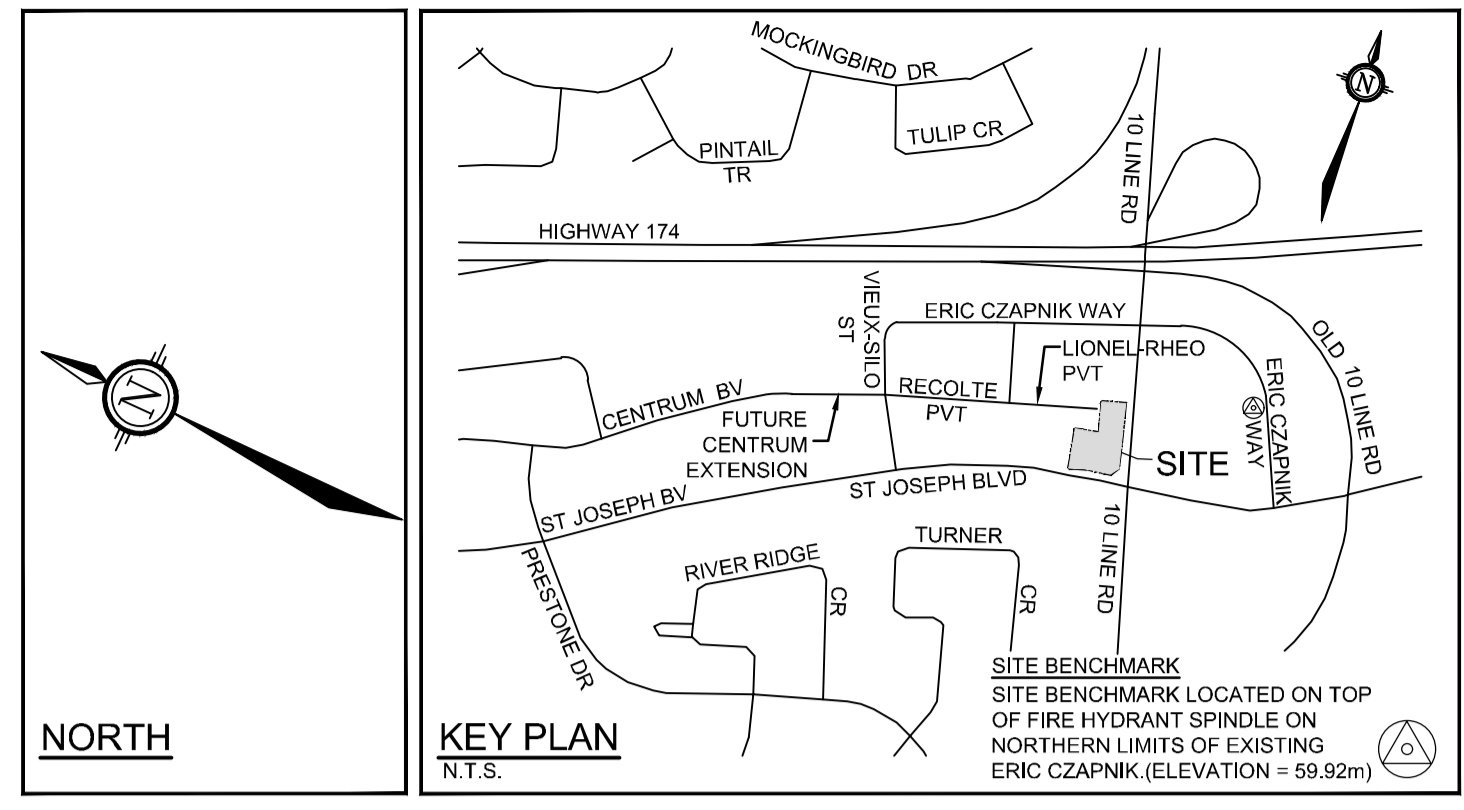 N
NORTH
MOCKINGBIRD DR
PINTAIL
TR
TULIP CR
10 LINE RD
N
HIGHWAY 174
VIEUX-SILO
ST
ERIC CZAPNIK WAY
LIONEL-RHEO
PVT
OLD 10 LINE RD
ERIC CZAPNIK
WAY
CENTRUM BV
RECOLTE
PVT
FUTURE
CENTRUM
EXTENSION
SITE
ST JOSEPH BV
ST JOSEPH BLVD
10 LINE RD
PRESTONE DR
RIVER RIDGE
CR
TURNER
CR
SITE BENCHMARK
SITE BENCHMARK LOCATED ON TOP
OF FIRE HYDRANT SPINDLE ON
NORTHERN LIMITS OF EXISTING
ERIC CZAPNIK.(ELEVATION = 59.92m)
KEY PLAN
N.T.S.